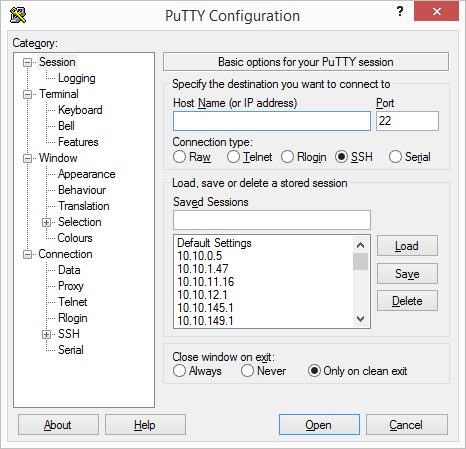 PuTTY Configuration
? ×
Category:
Session
Logging
Terminal
Keyboard
Bell
Features
Window
Appearance
Behaviour
Translation
Selection
Colours
Connection
Data
Proxy
Telnet
Rlogin
SSH
Serial
Basic options for your PuTTY session
Specify the destination you want to connect to
Host Name (or IP address) Port
22
Connection type:
Raw Telnet Rlogin SSH Serial
Load, save or delete a stored session
Saved Sessions
Default Settings
10.10.0.5
10.10.1.47
10.10.11.16
10.10.12.1
10.10.145.1
10.10.149.1
Load
Save
Delete
Close window on exit:
Always Never Only on clean exit
About Help Open Cancel